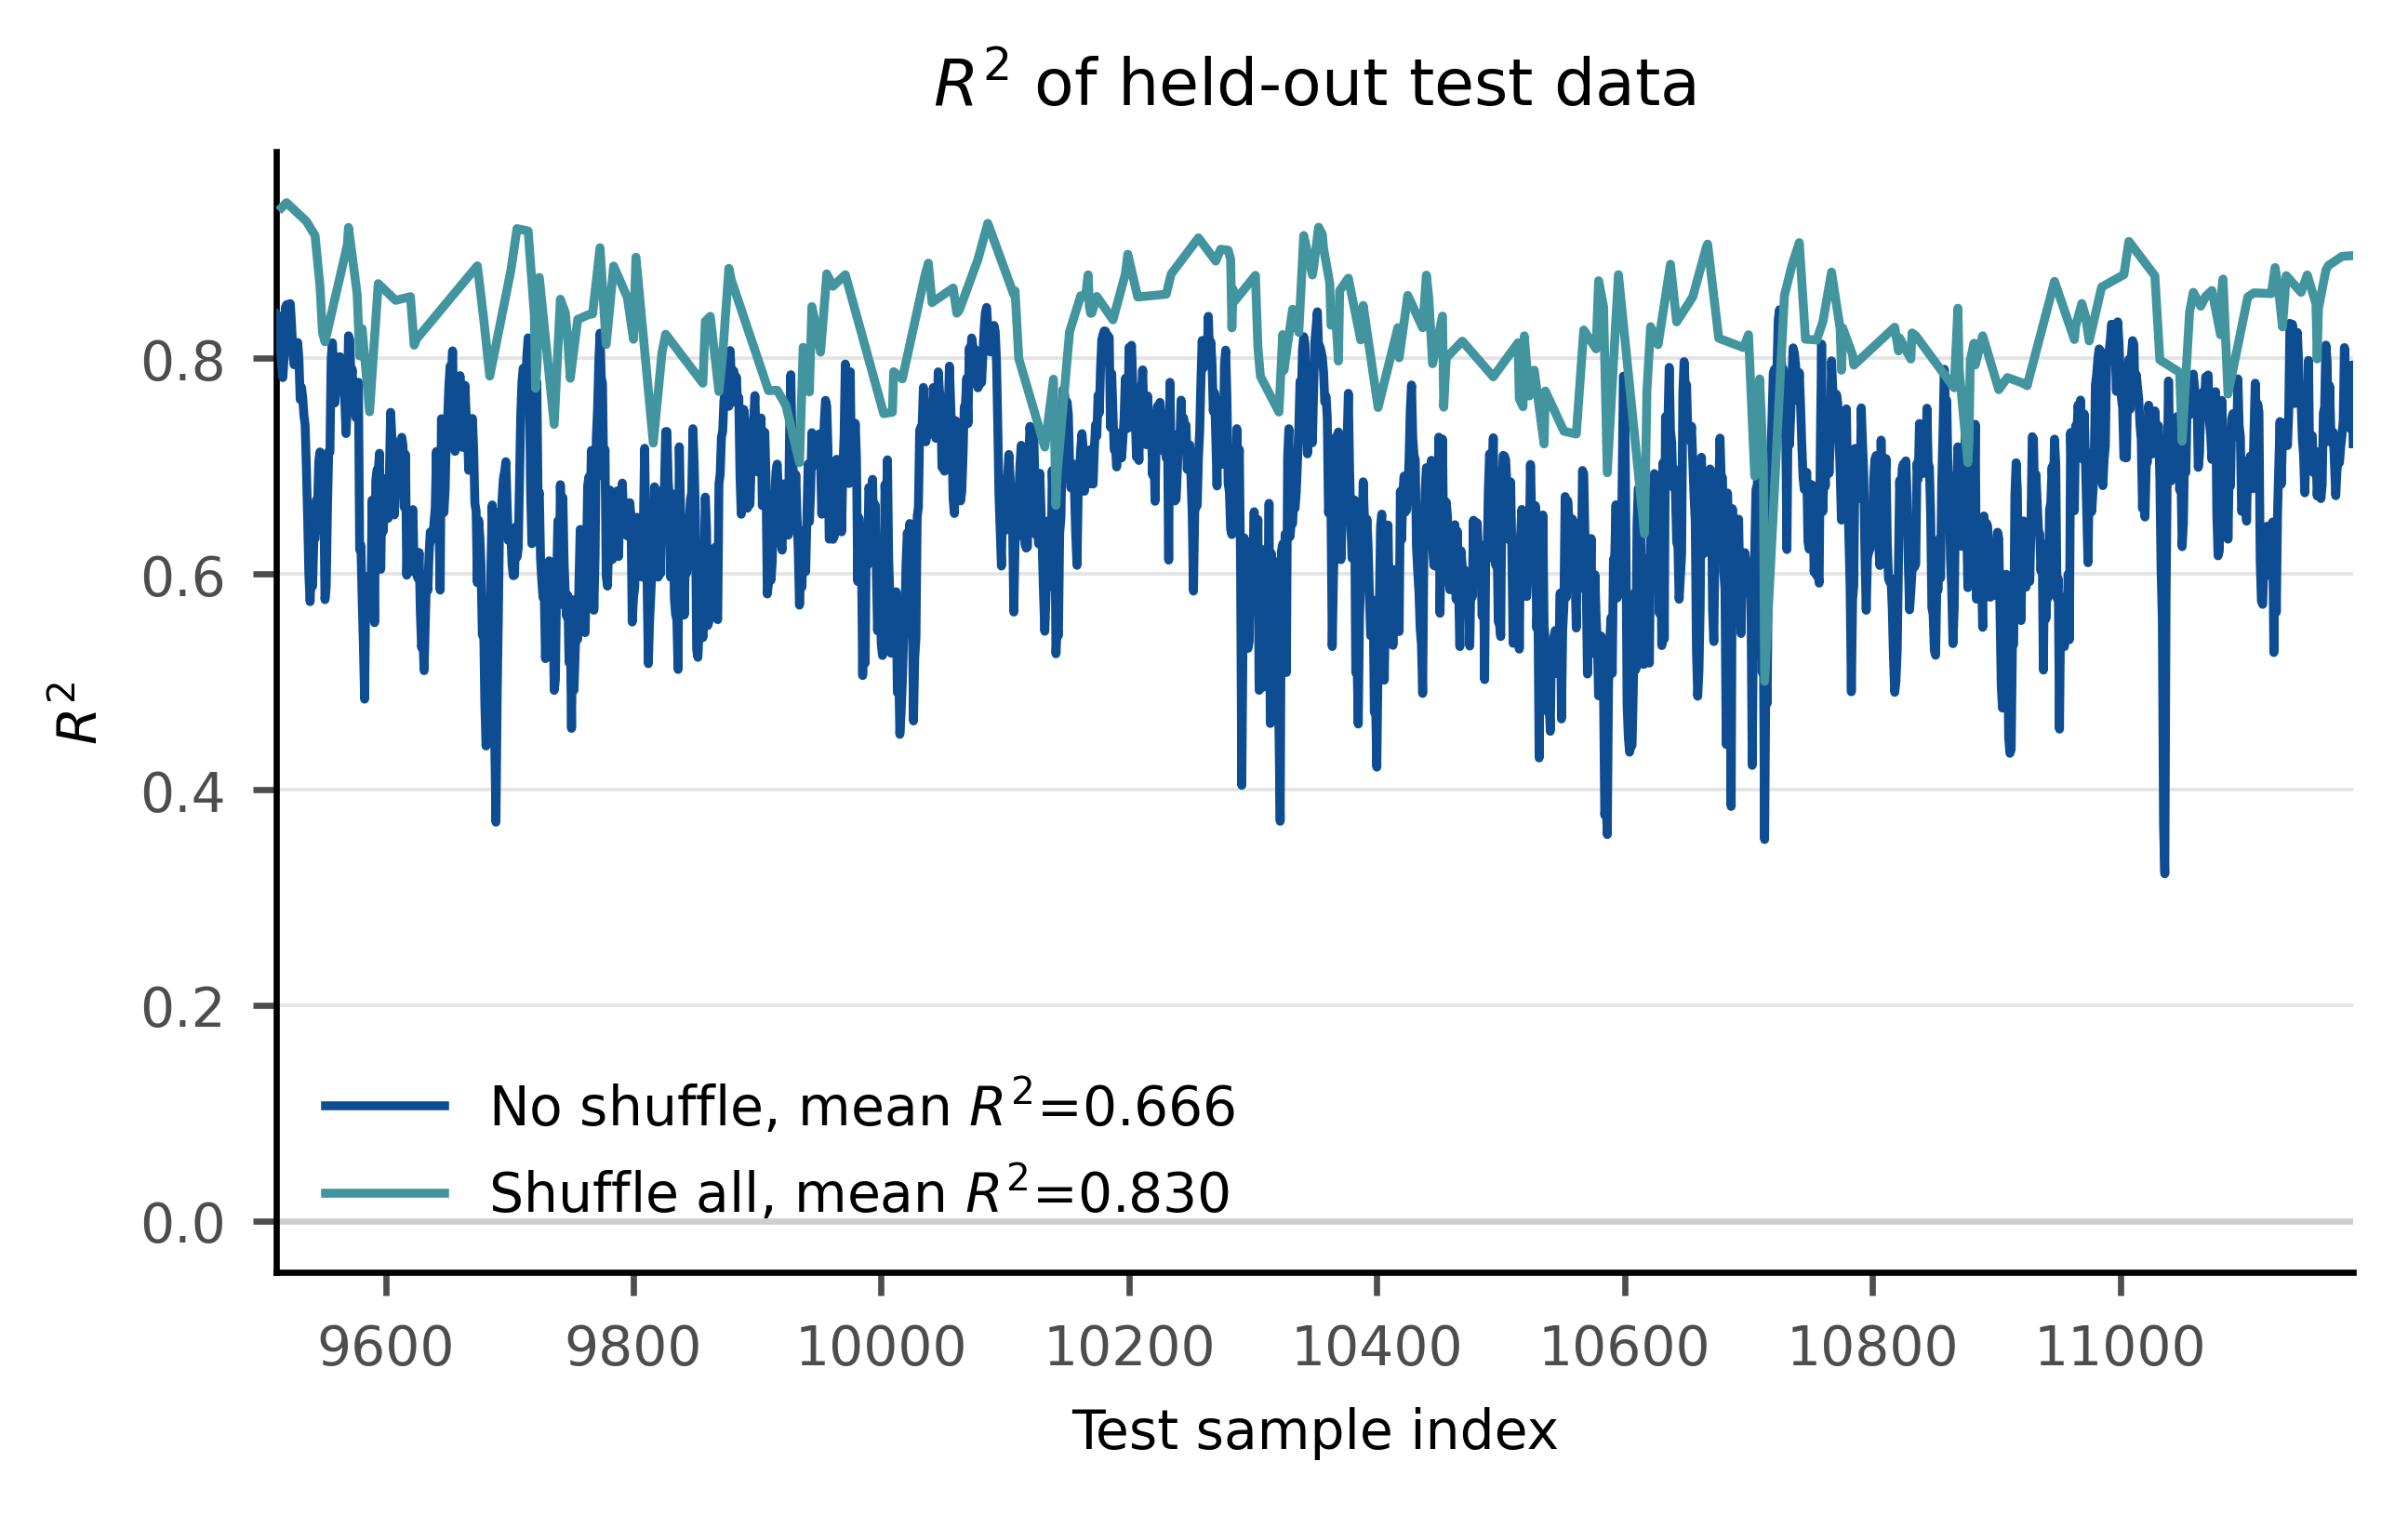 R² of held-out test data
R²
0.8
0.6
0.4
0.2
0.0
No shuffle, mean R²=0.666
Shuffle all, mean R²=0.830
9600 9800 10000 10200 10400 10600 10800 11000
Test sample index